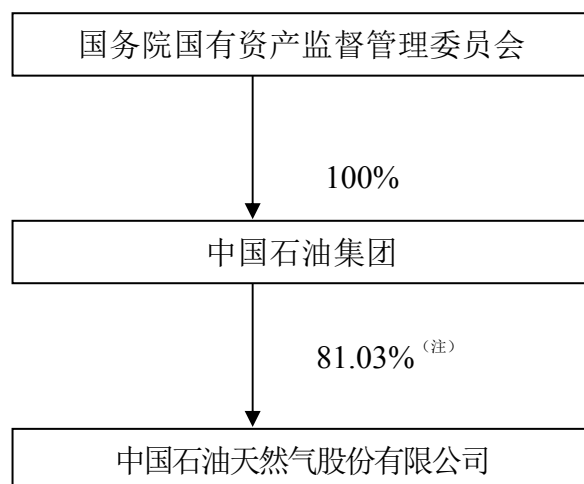 国务院国有资产监督管理委员会
100%
中国石油集团
81.03%（注）
中国石油天然气股份有限公司